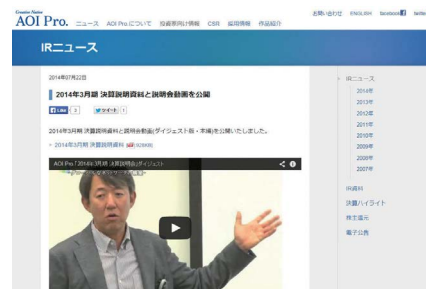 Creative Nativeの
AOI Pro. ニュース AOI Pro.について 投資家向け情報 CSR 採用情報 作品紹介
お問い合わせ ENGLISH facebook twitter
IRニュース
2014年07月22日
2014年3月期 決算説明資料と説明会動画を公開
Like 2 ツイート 1
2014年3月期 決算説明資料と説明会動画(ダイジェスト版・本編)を公開いたしました。
2014年3月期 決算説明資料 (928KB)
AOI Pro.「2014年3月期 決算説明会」ダイジェスト
IRニュース
2014年
2013年
2012年
2011年
2010年
2009年
2008年
2007年
IR資料
決算ハイライト
株主還元
電子公告